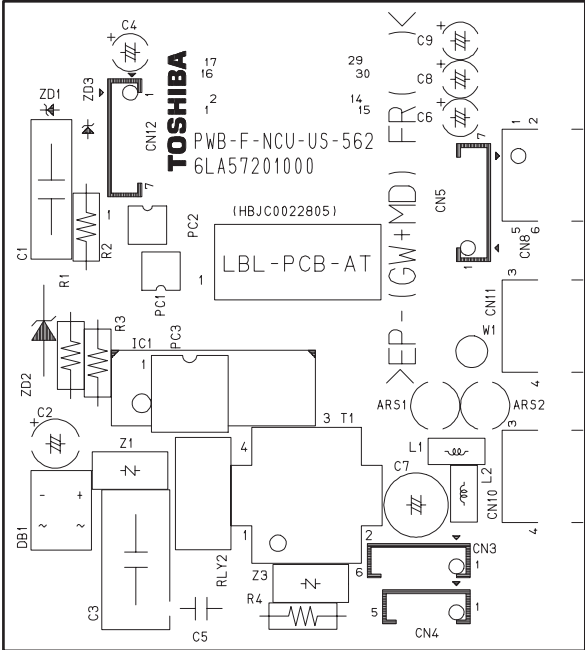 C4
17
16
29
30
C9
ZD1
ZD3
1
TOSHIBA
2
1
14
15
C8
C6
CN12
PWB-F-NCU-US-562
6LA57201000
7
1
2
7
CN5
1
5
6
CN8
C1
R2
1
PC2
(HBJC0022805)
>EP-(GW+MD) FR( )K
R1
PC1
1
LBL-PCB-AT
3
CN11
W1
4
ZD2
R3
IC1
1
PC3
C2
+
ARS1
ARS2
3
Z1
4
3
T1
L1
L2
C7
CN10
4
DB1
-
+
~
~
1
2
RLY2
CN3
6
1
Z3
C3
C5
R4
5
1
CN4